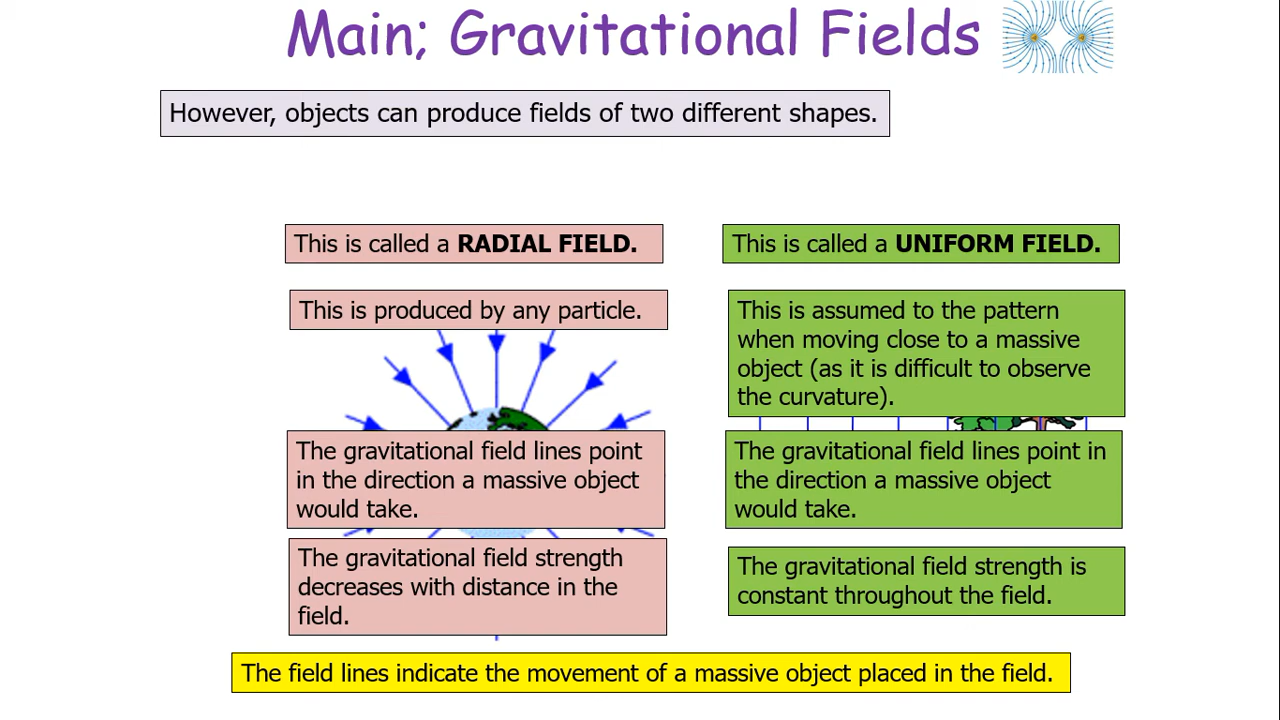 Main; Gravitational Fields
However, objects can produce fields of two different shapes.
This is called a RADIAL FIELD.
This is produced by any particle.
The gravitational field lines point
in the direction a massive object
would take.
The gravitational field strength
decreases with distance in the
field.
This is called a UNIFORM FIELD.
This is assumed to the pattern
when moving close to a massive
object (as it is difficult to observe
the curvature).
The gravitational field lines point in
the direction a massive object
would take.
The gravitational field strength is
constant throughout the field.
The field lines indicate the movement of a massive object placed in the field.